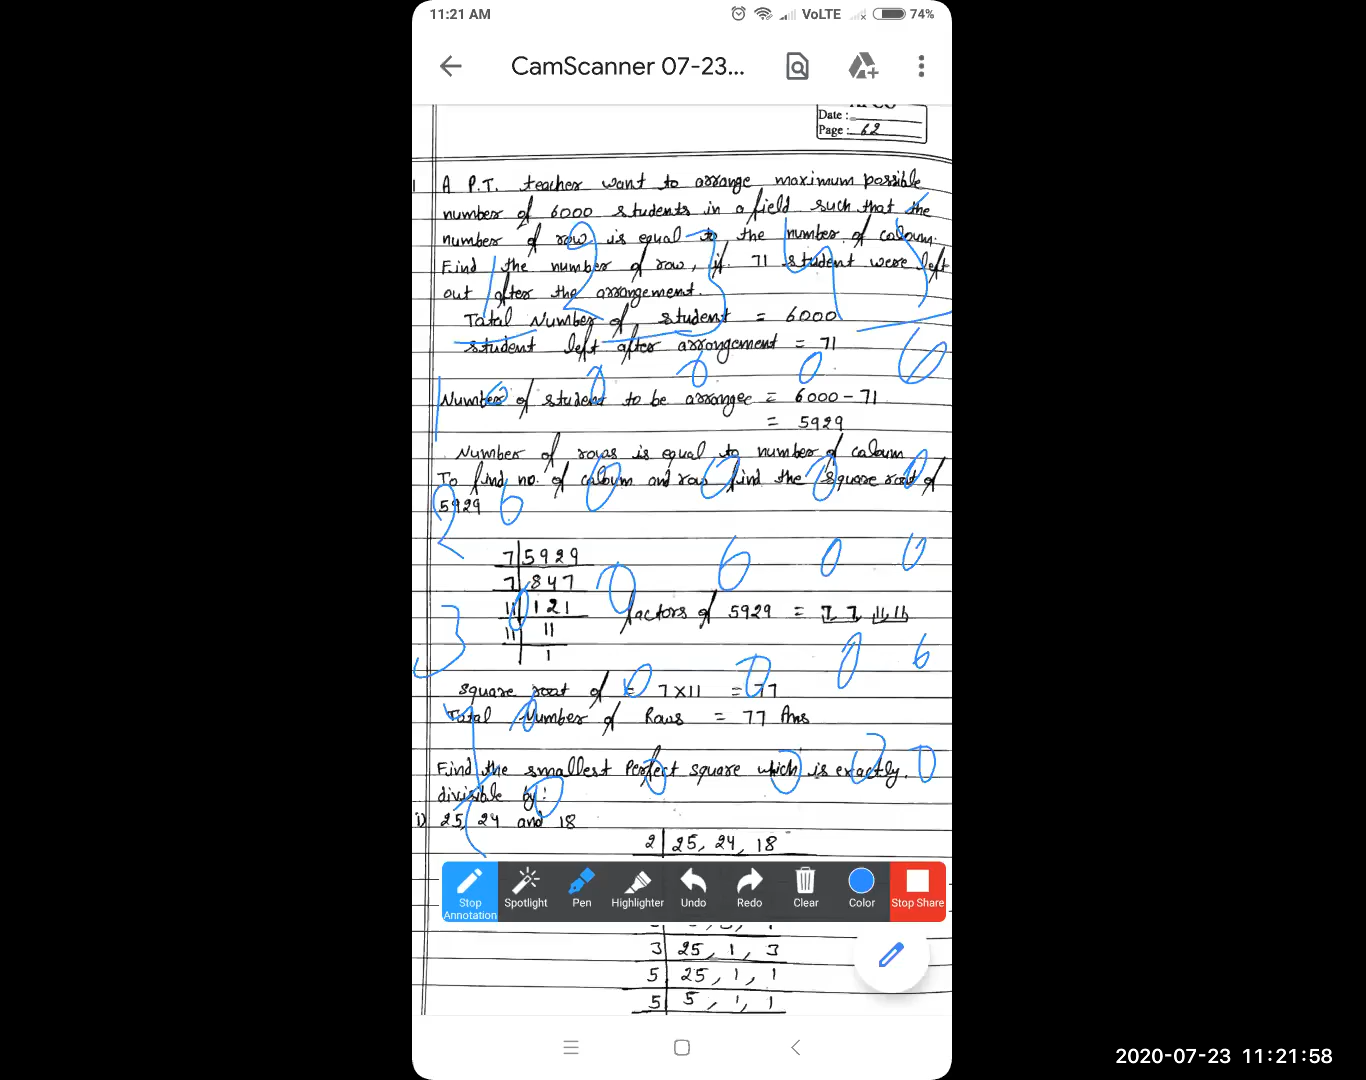 11:21 AM
VoLTE
74%
CamScanner 07-23...
Date :
Page : 62
1 A P.T. teacher want to arrange maximum possible
number of 6000 students in a field such that the
number of row is equal to the number of caloum.
Find the number of row, if 71 student were left
out after the arrangement.
Total Number of student = 6000
student left after arrangement = 71
Number of student to be arrangee = 6000 - 71
= 5929
Number of rows is equal to number of caloum
To find no. of caloum and row find the square root of
5929
7 | 5929
7 | 847
11 | 121 factors of 5929 = 7, 7, 11, 11
11 | 11
1
Square root of = 7 × 11 = 77
Total Number of Raws = 77 Ans
Find the smallest Perfect square which is exactly.
divisible by:
i) 25, 24 and 18
2 | 25, 24, 18
Stop Annotation
Spotlight
Pen
Highlighter
Undo
Redo
Clear
Color
Stop Share
3 | 25, 1, 3
5 | 25, 1, 1
5 | 5, 1, 1
2020-07-23 11:21:58